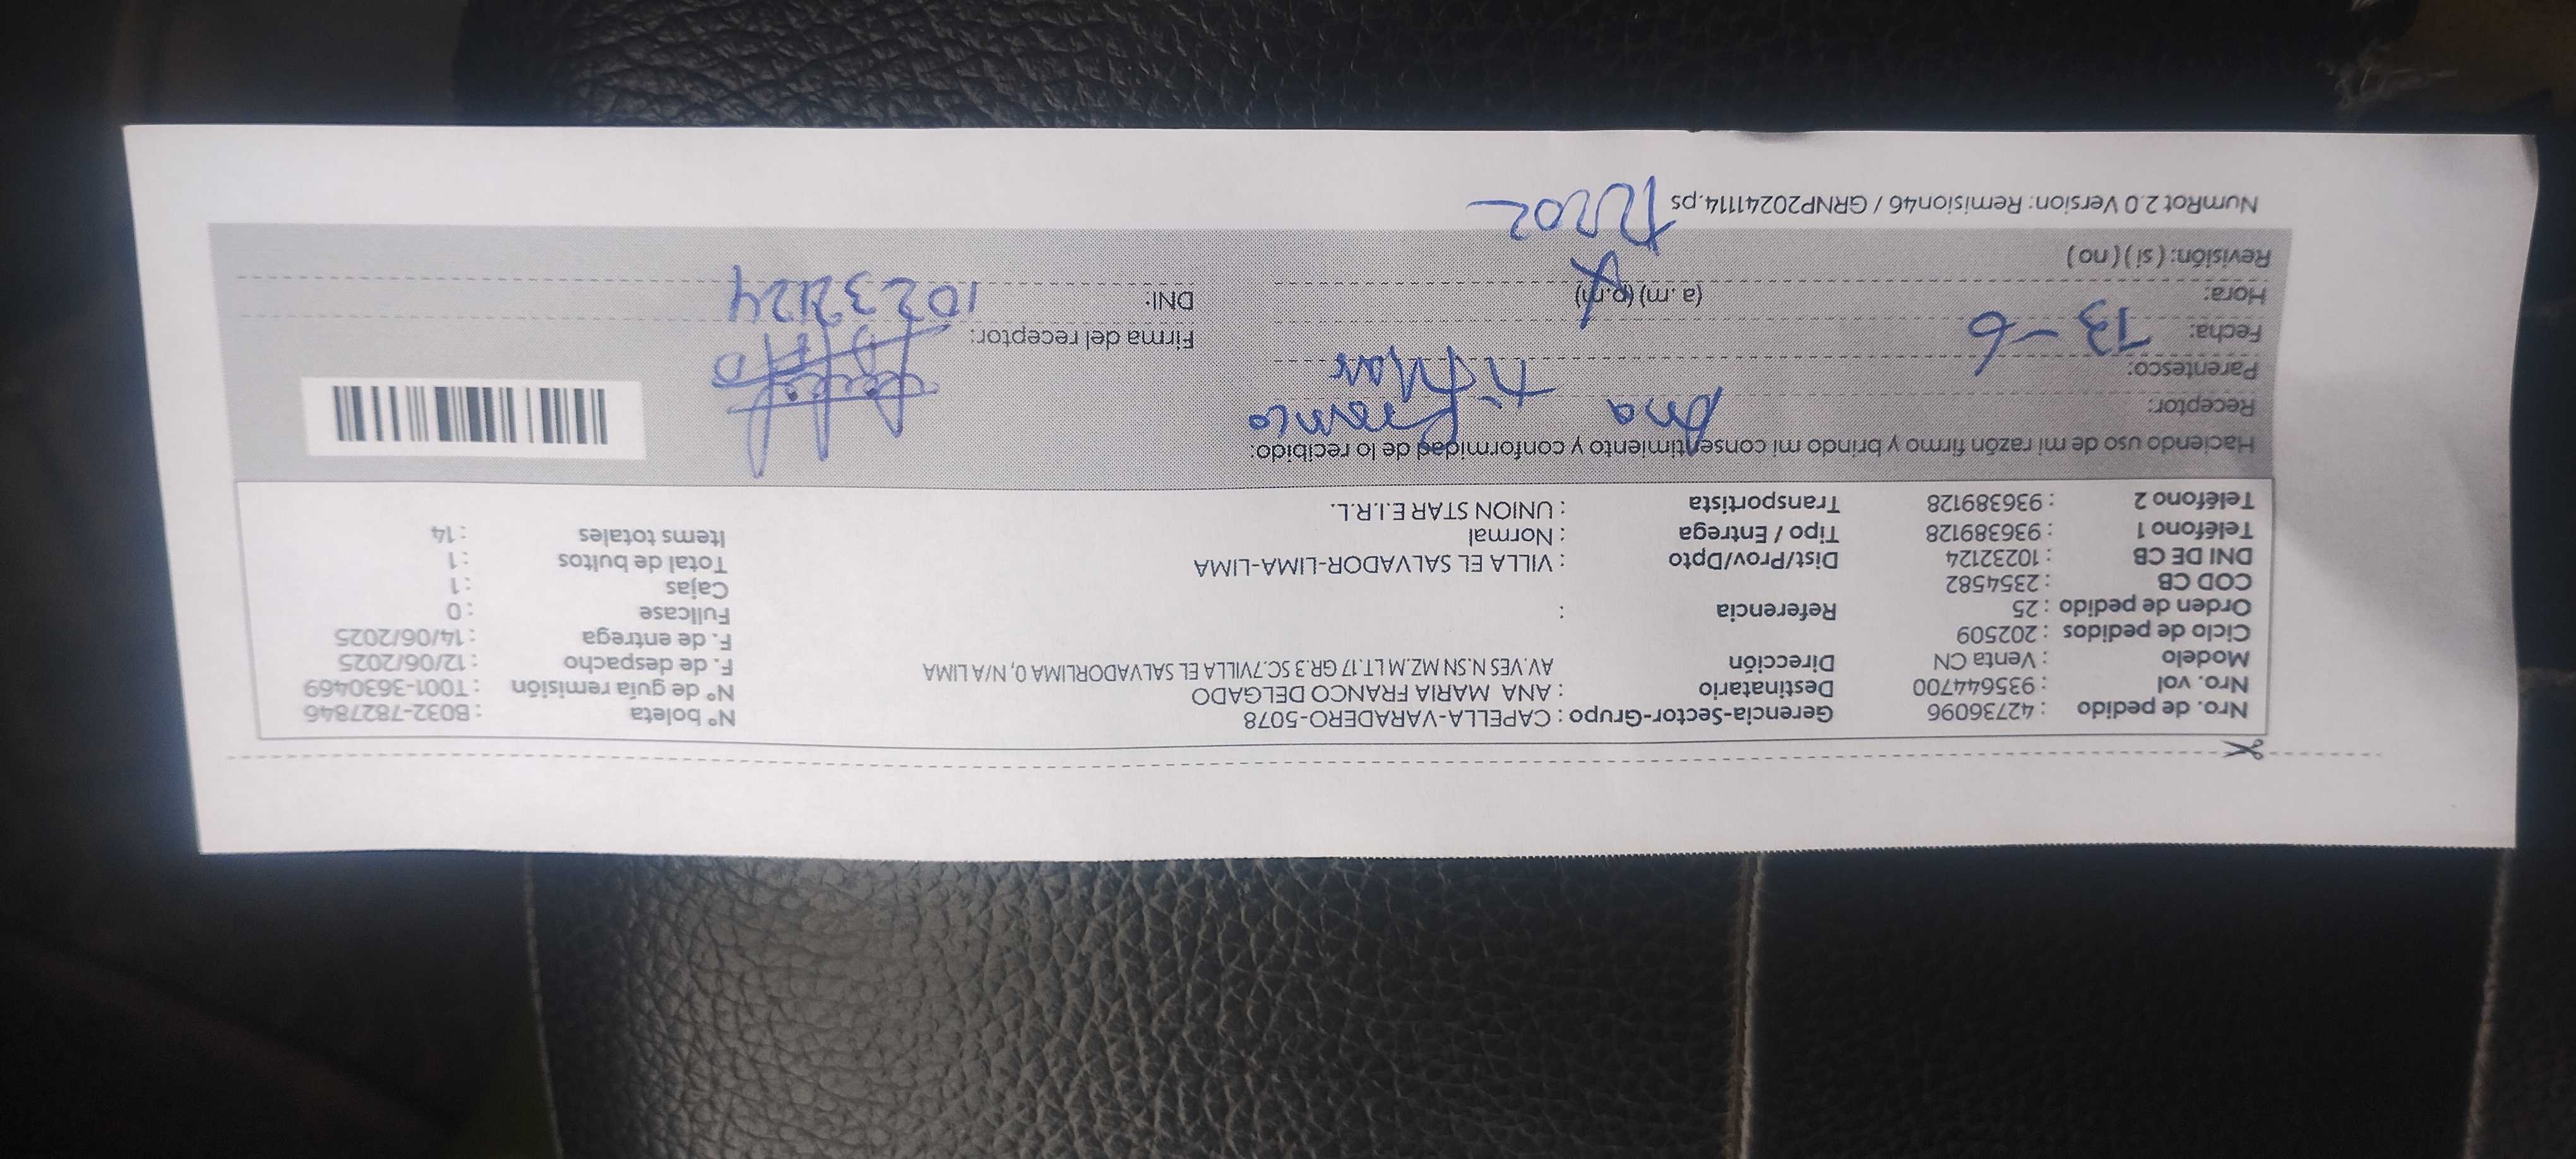 Nro. de pedido : 42736096 Gerencia-Sector-Grupo : CAPELLA-VARADERO-5078 N° boleta : B032-7827846
Nro. vol : 935644700 Destinatario : ANA MARIA FRANCO DELGADO N° de guía remisión : T001-3630469
Modelo : Venta CN Dirección AV.VES N.SN MZ.M LT.17 GR.3 SC.7VILLA EL SALVADORLIMA 0, N/A LIMA F. de despacho : 12/06/2025
Ciclo de pedidos : 202509 F. de entrega : 14/06/2025
Orden de pedido : 25 Referencia : Fullcase : 0
COD CB : 2354582 Cajas : 1
DNI DE CB : 10232124 Dist/Prov/Dpto : VILLA EL SALVADOR-LIMA-LIMA Total de bultos : 1
Teléfono 1 : 936389128 Tipo / Entrega : Normal Items totales : 14
Teléfono 2 : 936389128 Transportista : UNION STAR E.I.R.L.
Haciendo uso de mi razón firmo y brindo mi consentimiento y conformidad de lo recibido:
Receptor: Ana Franco
Parentesco: Titular
Fecha: 13-6 Firma del receptor:
Hora: (a. m) (p.m) DNI: 10232124
Revisión: ( si ) ( no )
NumRot 2.0 Version: Remision46 / GRNP20241114.ps